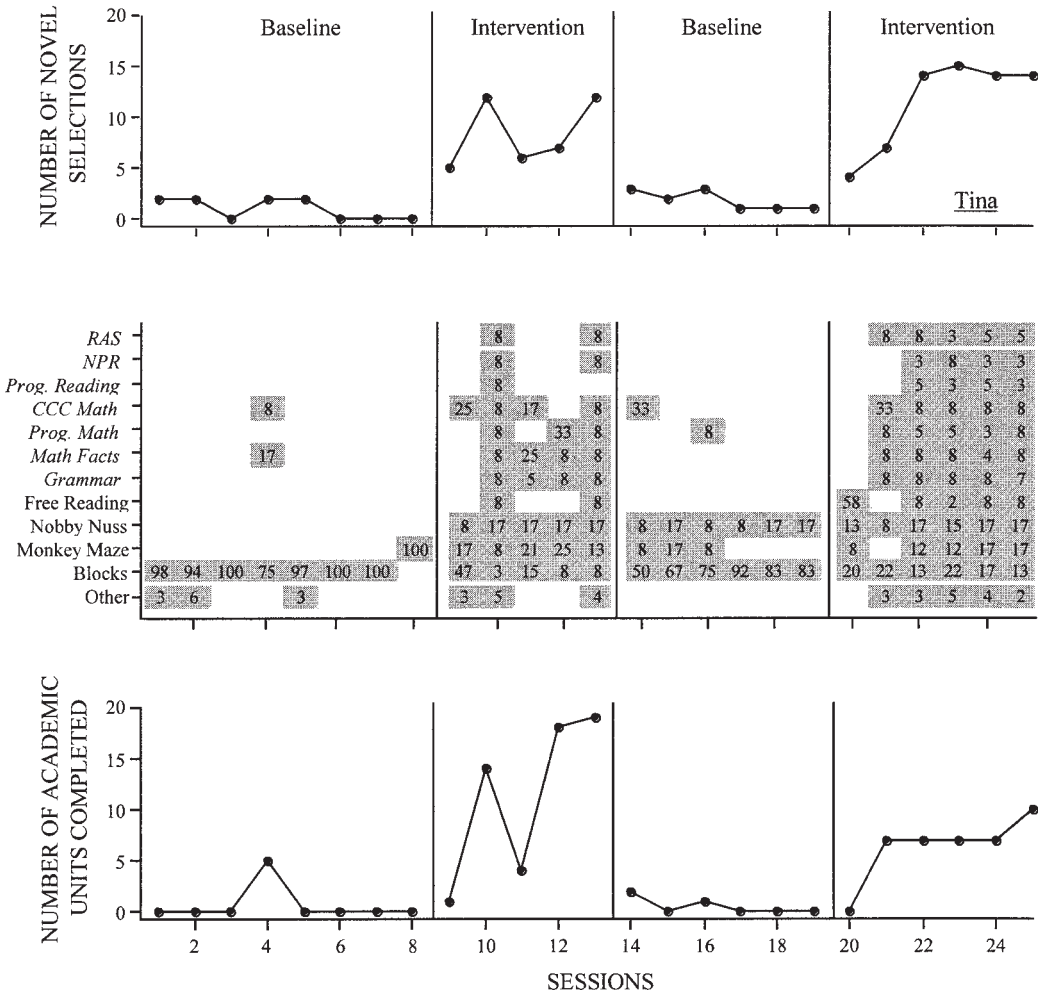 NUMBER OF NOVEL
SELECTIONS
20
15
10
5
0
Baseline
Intervention
Baseline
Intervention
Tina
RAS 8 8 8 8 3 5 5
NPR 8 8 3 8 3 3
Prog. Reading 8 5 3 5 3
CCC Math 8 25 8 17 8 33 33 8 8 8 8
Prog. Math 8 33 8 8 8 5 5 3 8
Math Facts 17 8 25 8 8 8 8 8 4 8
Grammar 8 5 8 8 8 8 8 8 7
Free Reading 8 8 58 8 2 8 8
Nobby Nuss 8 17 17 17 17 8 17 8 8 17 17 13 8 17 15 17 17
Monkey Maze 100 17 8 21 25 13 8 17 8 8 12 12 17 17
Blocks 98 94 100 75 97 100 100 47 3 15 8 8 50 67 75 92 83 83 20 22 13 22 17 13
Other 3 6 3 3 5 4 3 3 5 4 2
NUMBER OF ACADEMIC
UNITS COMPLETED
20
15
10
5
0
2 4 6 8 10 12 14 16 18 20 22 24
SESSIONS